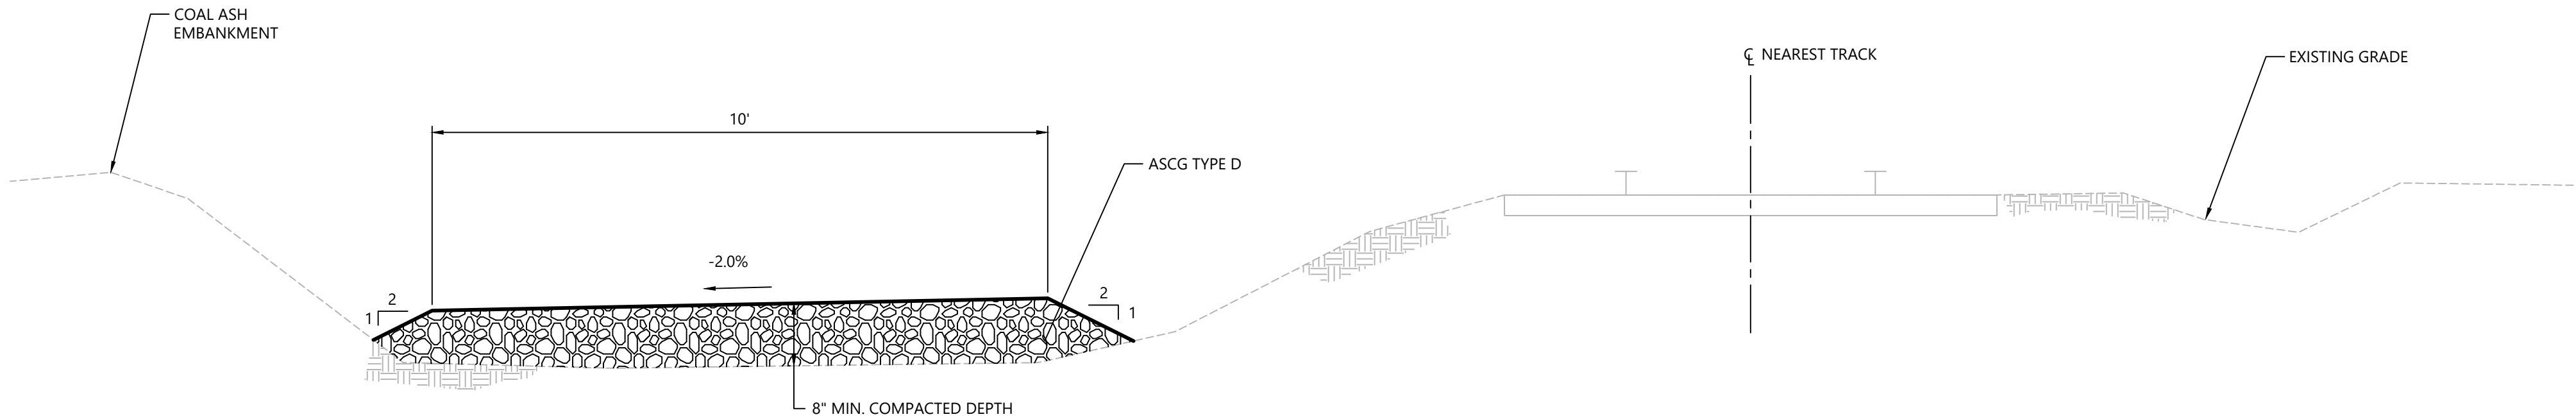 COAL ASH
EMBANKMENT
℄ NEAREST TRACK
EXISTING GRADE
10'
ASCG TYPE D
-2.0%
2
1
2
1
8" MIN. COMPACTED DEPTH